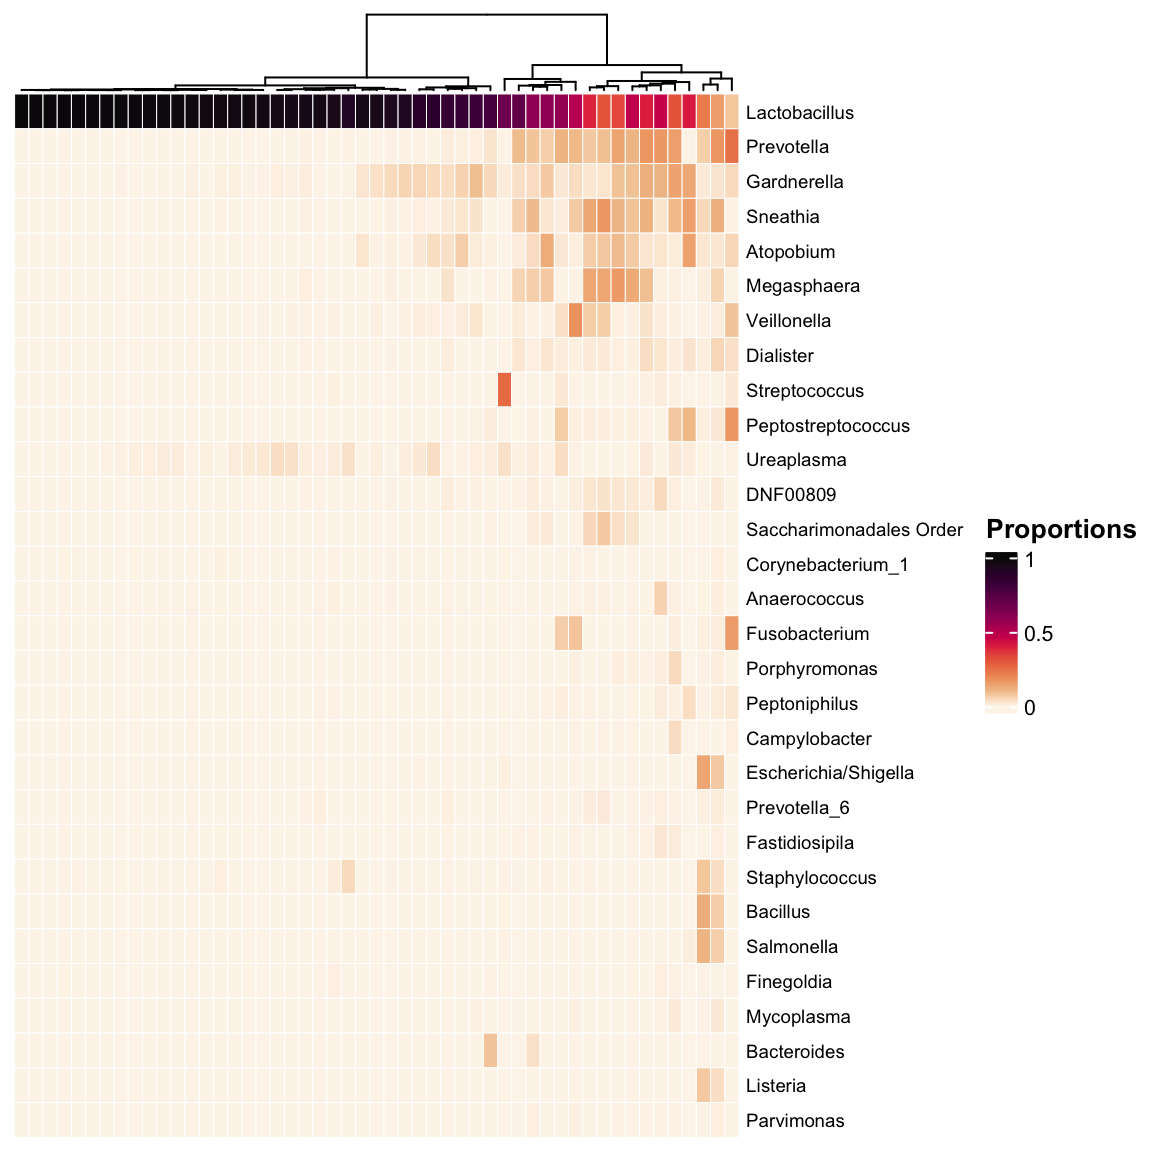 Lactobacillus
Prevotella
Gardnerella
Sneathia
Atopobium
Megasphaera
Veillonella
Dialister
Streptococcus
Peptostreptococcus
Ureaplasma
DNF00809
Saccharimonadales Order
Corynebacterium_1
Anaerococcus
Fusobacterium
Porphyromonas
Peptoniphilus
Campylobacter
Escherichia/Shigella
Prevotella_6
Fastidiosipila
Staphylococcus
Bacillus
Salmonella
Finegoldia
Mycoplasma
Bacteroides
Listeria
Parvimonas
Proportions
1
0.5
0